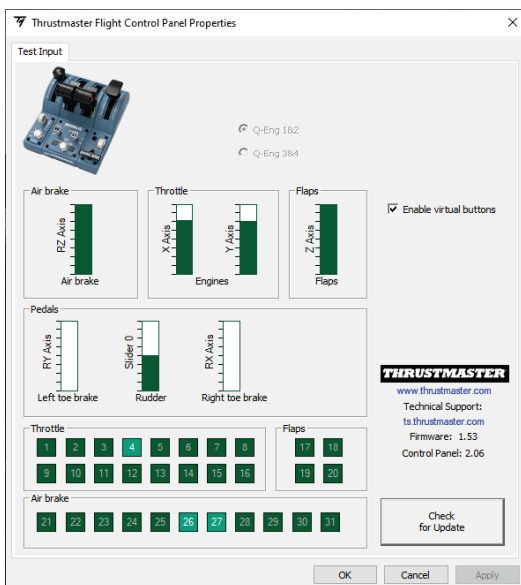 Thrustmaster Flight Control Panel Properties
Test Input
Q-Eng 1&2
Q-Eng 3&4
Air brake
RZ Axis
Air brake
Throttle
X Axis
Y Axis
Engines
Flaps
Z Axis
Flaps
Enable virtual buttons
Pedals
RY Axis
Left toe brake
Slider 0
Rudder
RX Axis
Right toe brake
THRUSTMASTER
www.thrustmaster.com
Technical Support:
ts.thrustmaster.com
Firmware: 1.53
Control Panel: 2.06
Throttle
1 2 3 4 5 6 7 8
9 10 11 12 13 14 15 16
Flaps
17 18
19 20
Air brake
21 22 23 24 25 26 27 28 29 30 31
Check
for Update
OK Cancel Apply